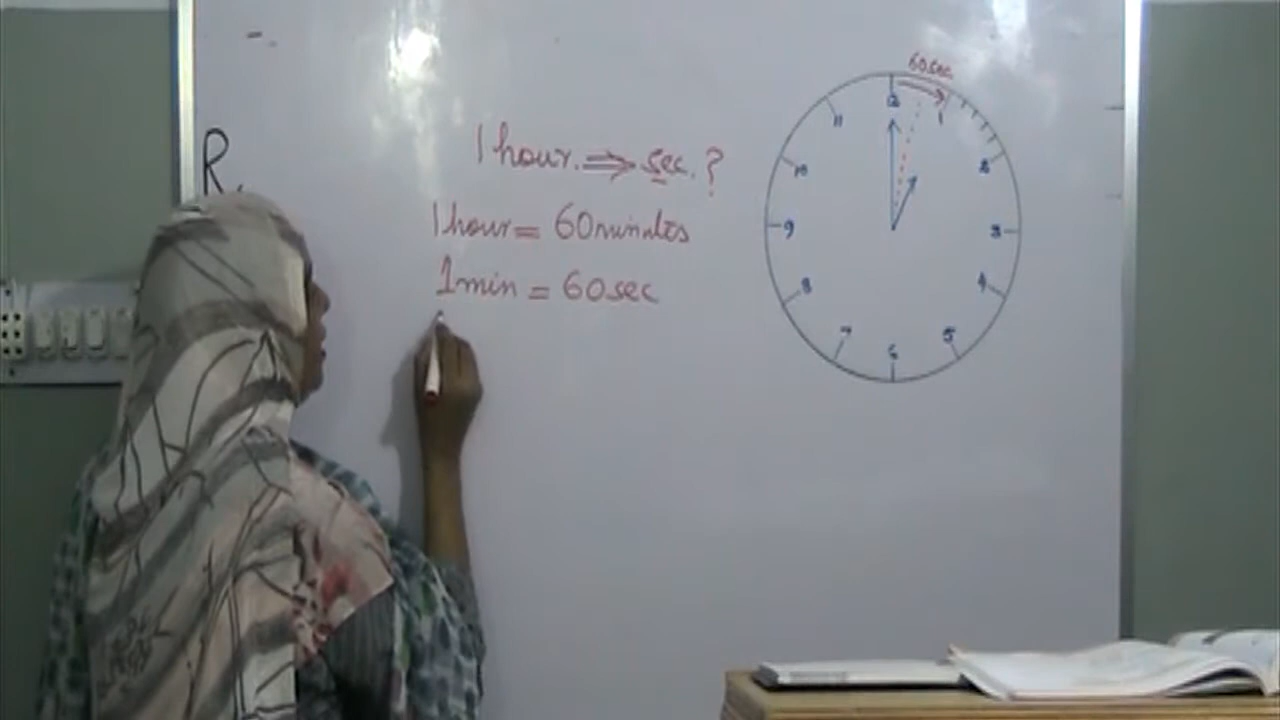 R
1 hour. ⇒ sec. ?
1 hour = 60 minutes
1 min = 60 sec
60 sec
12
1
2
3
4
5
6
7
8
9
10
11